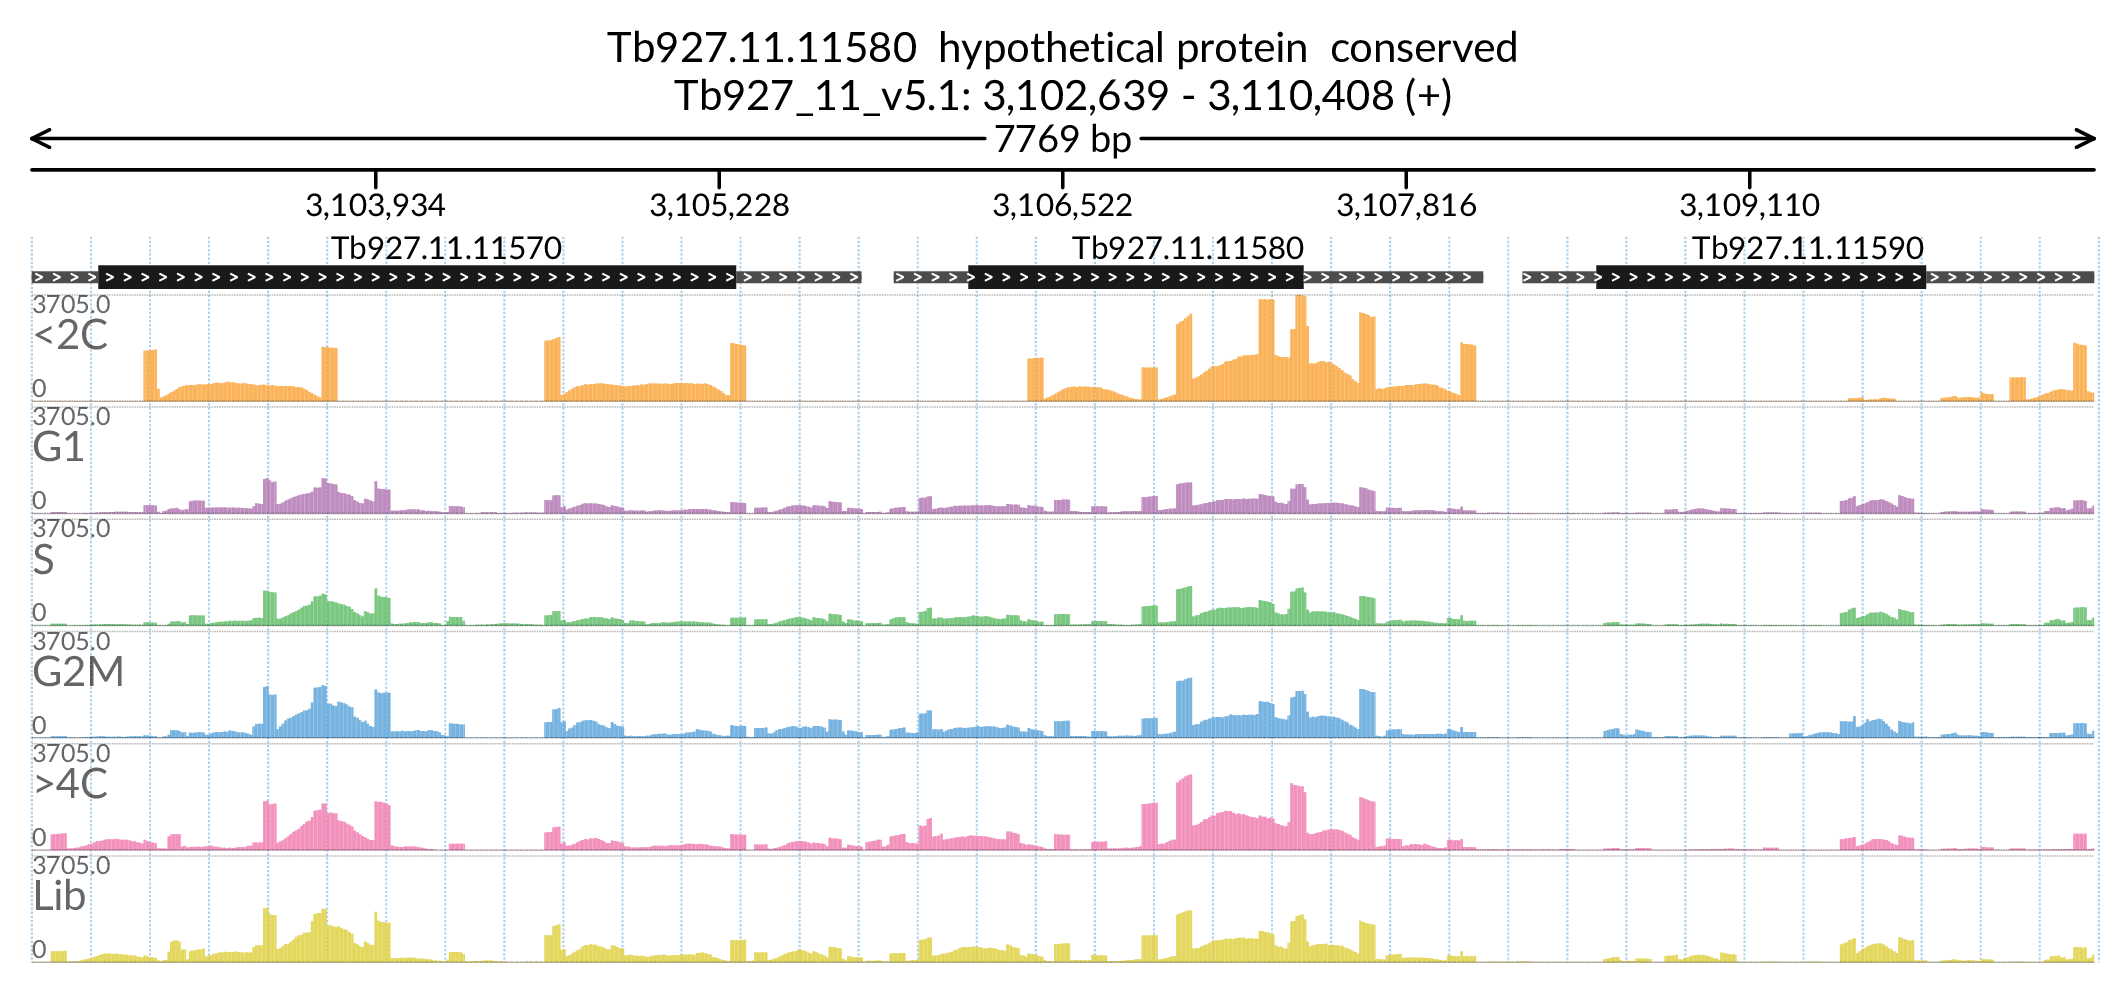 Tb927.11.11580  hypothetical protein  conserved
Tb927_11_v5.1: 3,102,639 - 3,110,408 (+)
7769 bp
3,103,934 3,105,228 3,106,522 3,107,816 3,109,110
Tb927.11.11570 Tb927.11.11580 Tb927.11.11590
3705.0
<2C
0
3705.0
G1
0
3705.0
S
0
3705.0
G2M
0
3705.0
>4C
0
3705.0
Lib
0